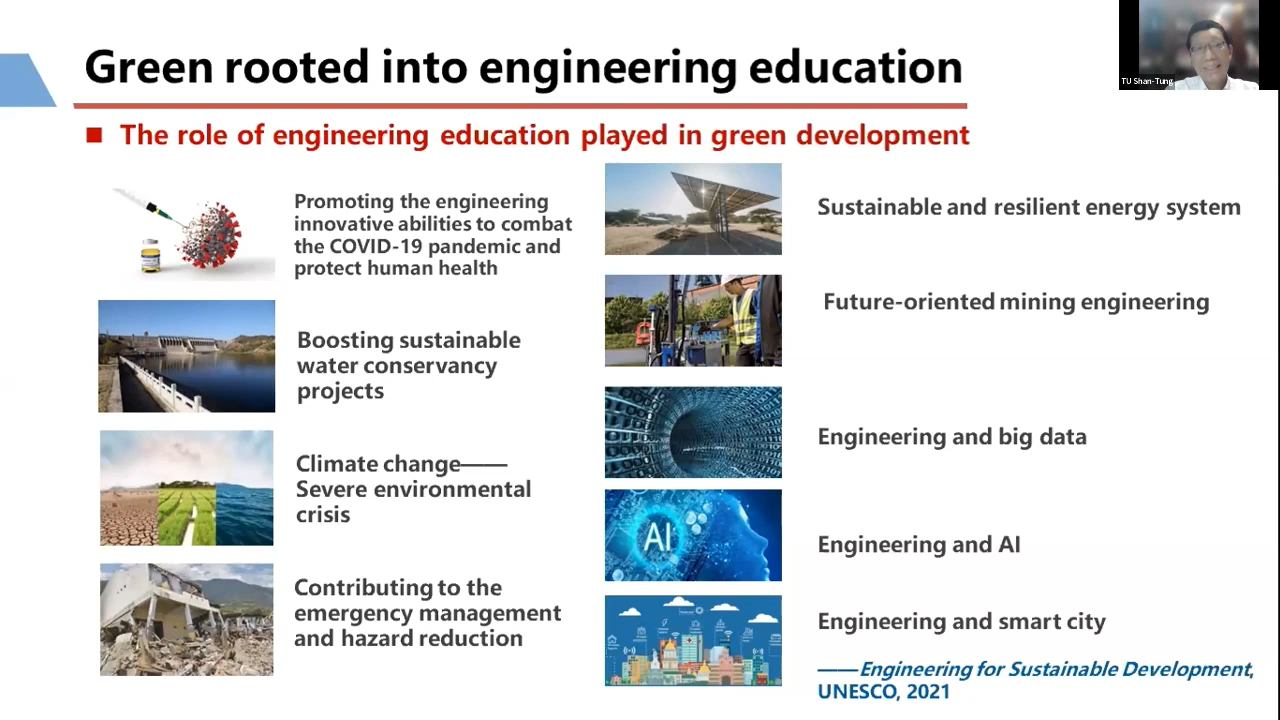 Green rooted into engineering education
TU Shan-Tung
■ The role of engineering education played in green development
Promoting the engineering
innovative abilities to combat
the COVID-19 pandemic and
protect human health
Boosting sustainable
water conservancy
projects
Climate change——
Severe environmental
crisis
Contributing to the
emergency management
and hazard reduction
Sustainable and resilient energy system
Future-oriented mining engineering
Engineering and big data
AI
Engineering and AI
Engineering and smart city
——Engineering for Sustainable Development,
UNESCO, 2021